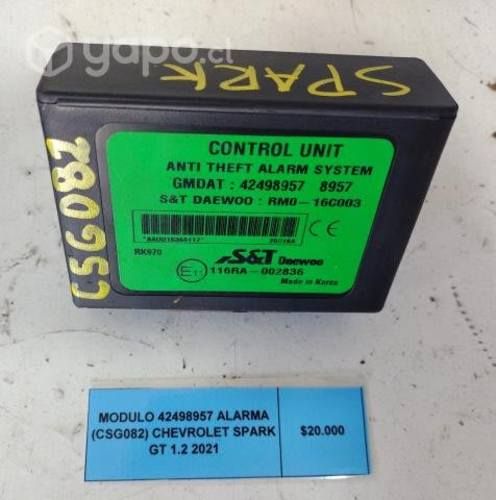 yapo.cl
SPARK
CSG082
CONTROL UNIT
ANTI THEFT ALARM SYSTEM
GMDAT : 42498957 8957
S&T DAEWOO : RM0-16C003
CE
RK970
S&T Daewoo
116RA-002836
Made in Korea
MODULO 42498957 ALARMA
(CSG082) CHEVROLET SPARK
GT 1.2 2021
$20.000